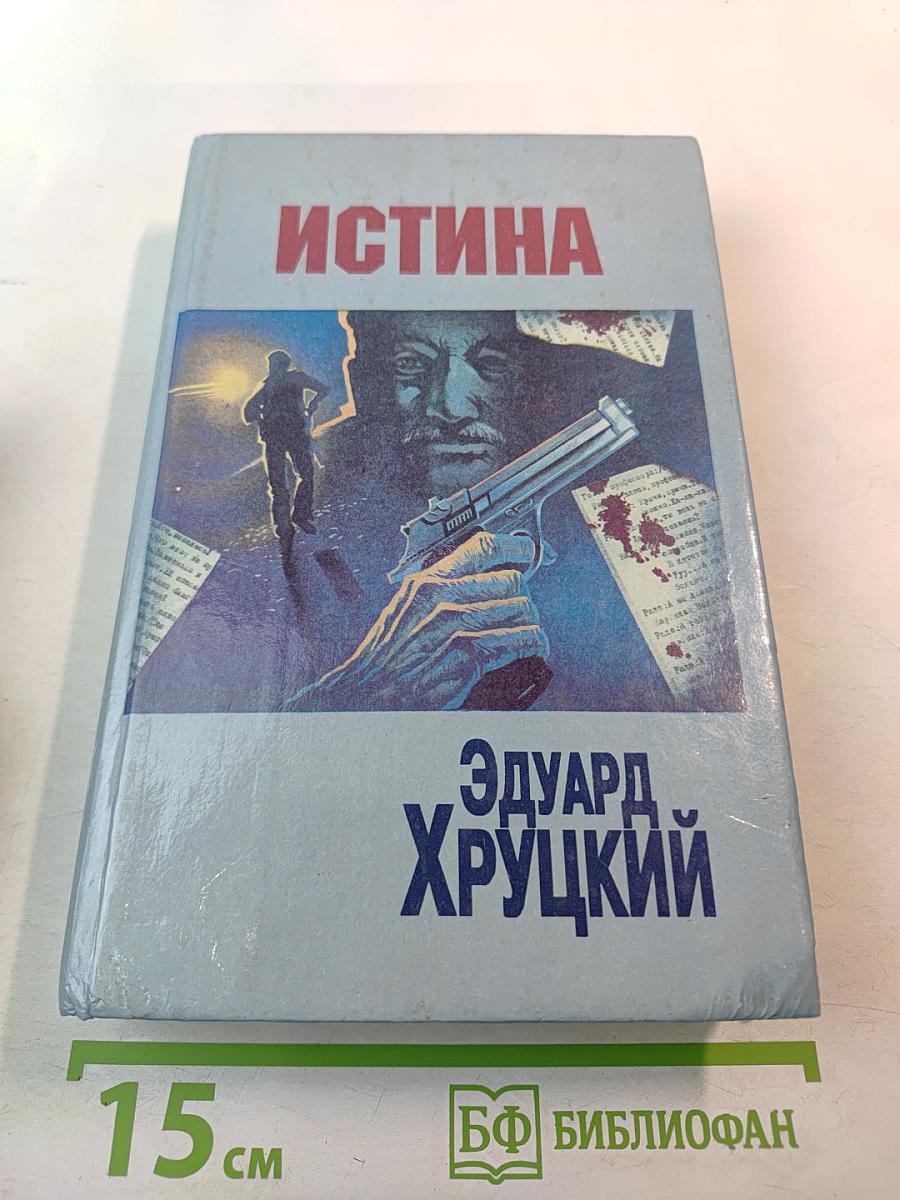 ИСТИНА
ЭДУАРД
ХРУЦКИЙ
15 см
БФ БИБЛИОФАН